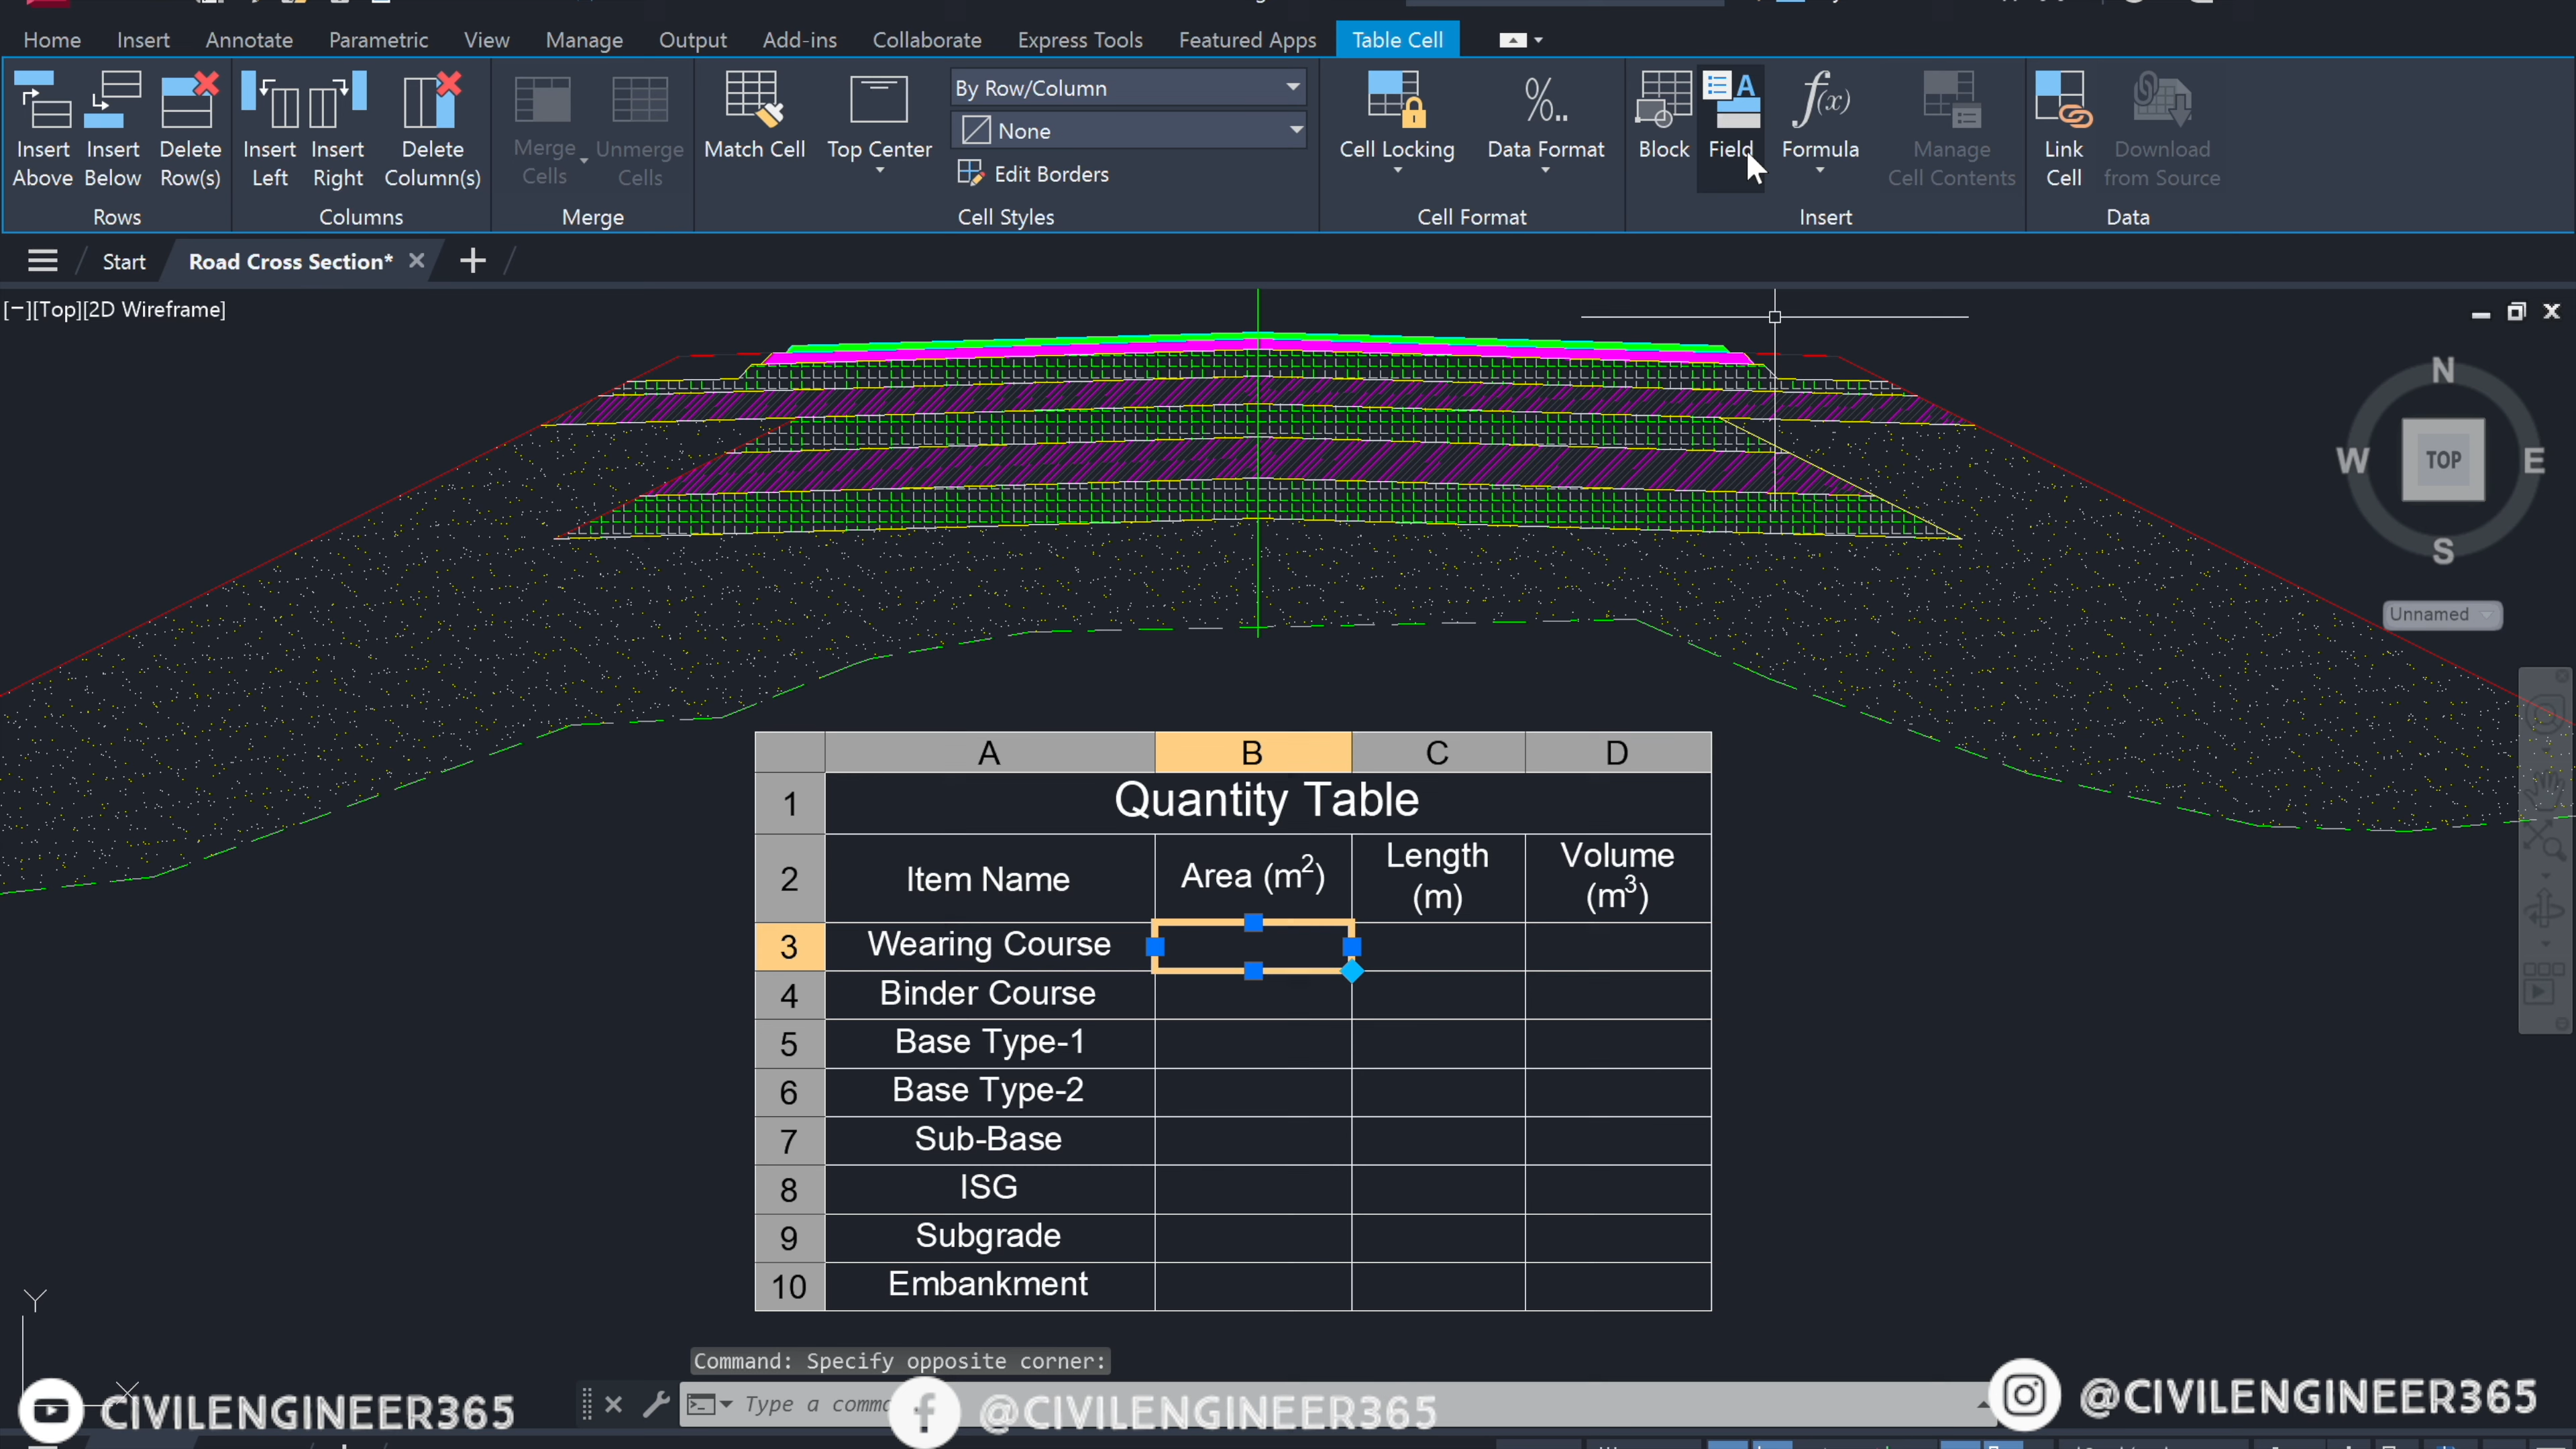 Home Insert Annotate Parametric View Manage Output Add-ins Collaborate Express Tools Featured Apps Table Cell
Insert Above
Insert Below
Delete Row(s)
Rows
Insert Left
Insert Right
Delete Column(s)
Columns
Merge Cells
Unmerge Cells
Merge
Match Cell
Top Center
By Row/Column
None
Edit Borders
Cell Styles
Cell Locking
%..
Data Format
Cell Format
Block
A
Field
f(x)
Formula
Manage Cell Contents
Insert
Link Cell
Download from Source
Data
Start
Road Cross Section*
[−][Top][2D Wireframe]
N
W TOP E
S
Unnamed
A B C D
1 Quantity Table
2 Item Name Area (m²) Length (m) Volume (m³)
3 Wearing Course
4 Binder Course
5 Base Type-1
6 Base Type-2
7 Sub-Base
8 ISG
9 Subgrade
10 Embankment
Y
X
Command: Specify opposite corner:
Type a comma
CIVILENGINEER365
@CIVILENGINEER365
@CIVILENGINEER365